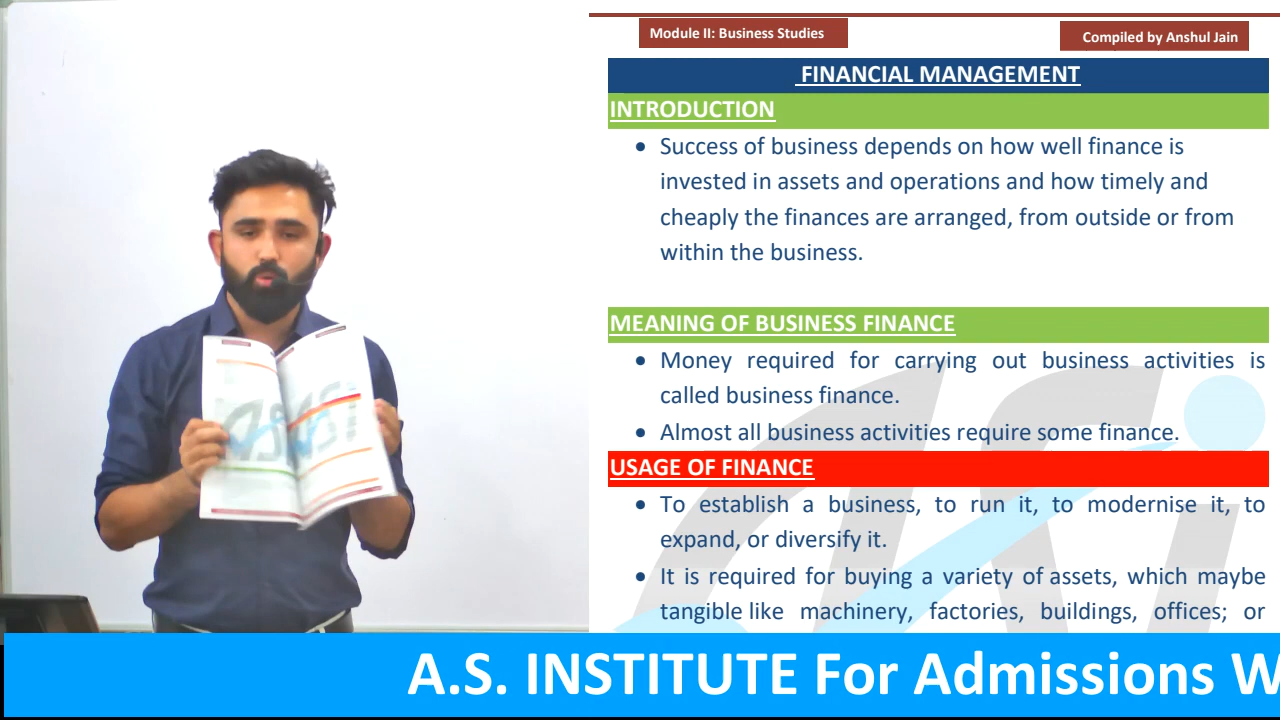 Module II: Business Studies
Compiled by Anshul Jain
FINANCIAL MANAGEMENT
INTRODUCTION
• Success of business depends on how well finance is
invested in assets and operations and how timely and
cheaply the finances are arranged, from outside or from
within the business.
MEANING OF BUSINESS FINANCE
• Money required for carrying out business activities is
called business finance.
• Almost all business activities require some finance.
USAGE OF FINANCE
• To establish a business, to run it, to modernise it, to
expand, or diversify it.
• It is required for buying a variety of assets, which maybe
tangible like machinery, factories, buildings, offices; or
A.S. INSTITUTE For Admissions W